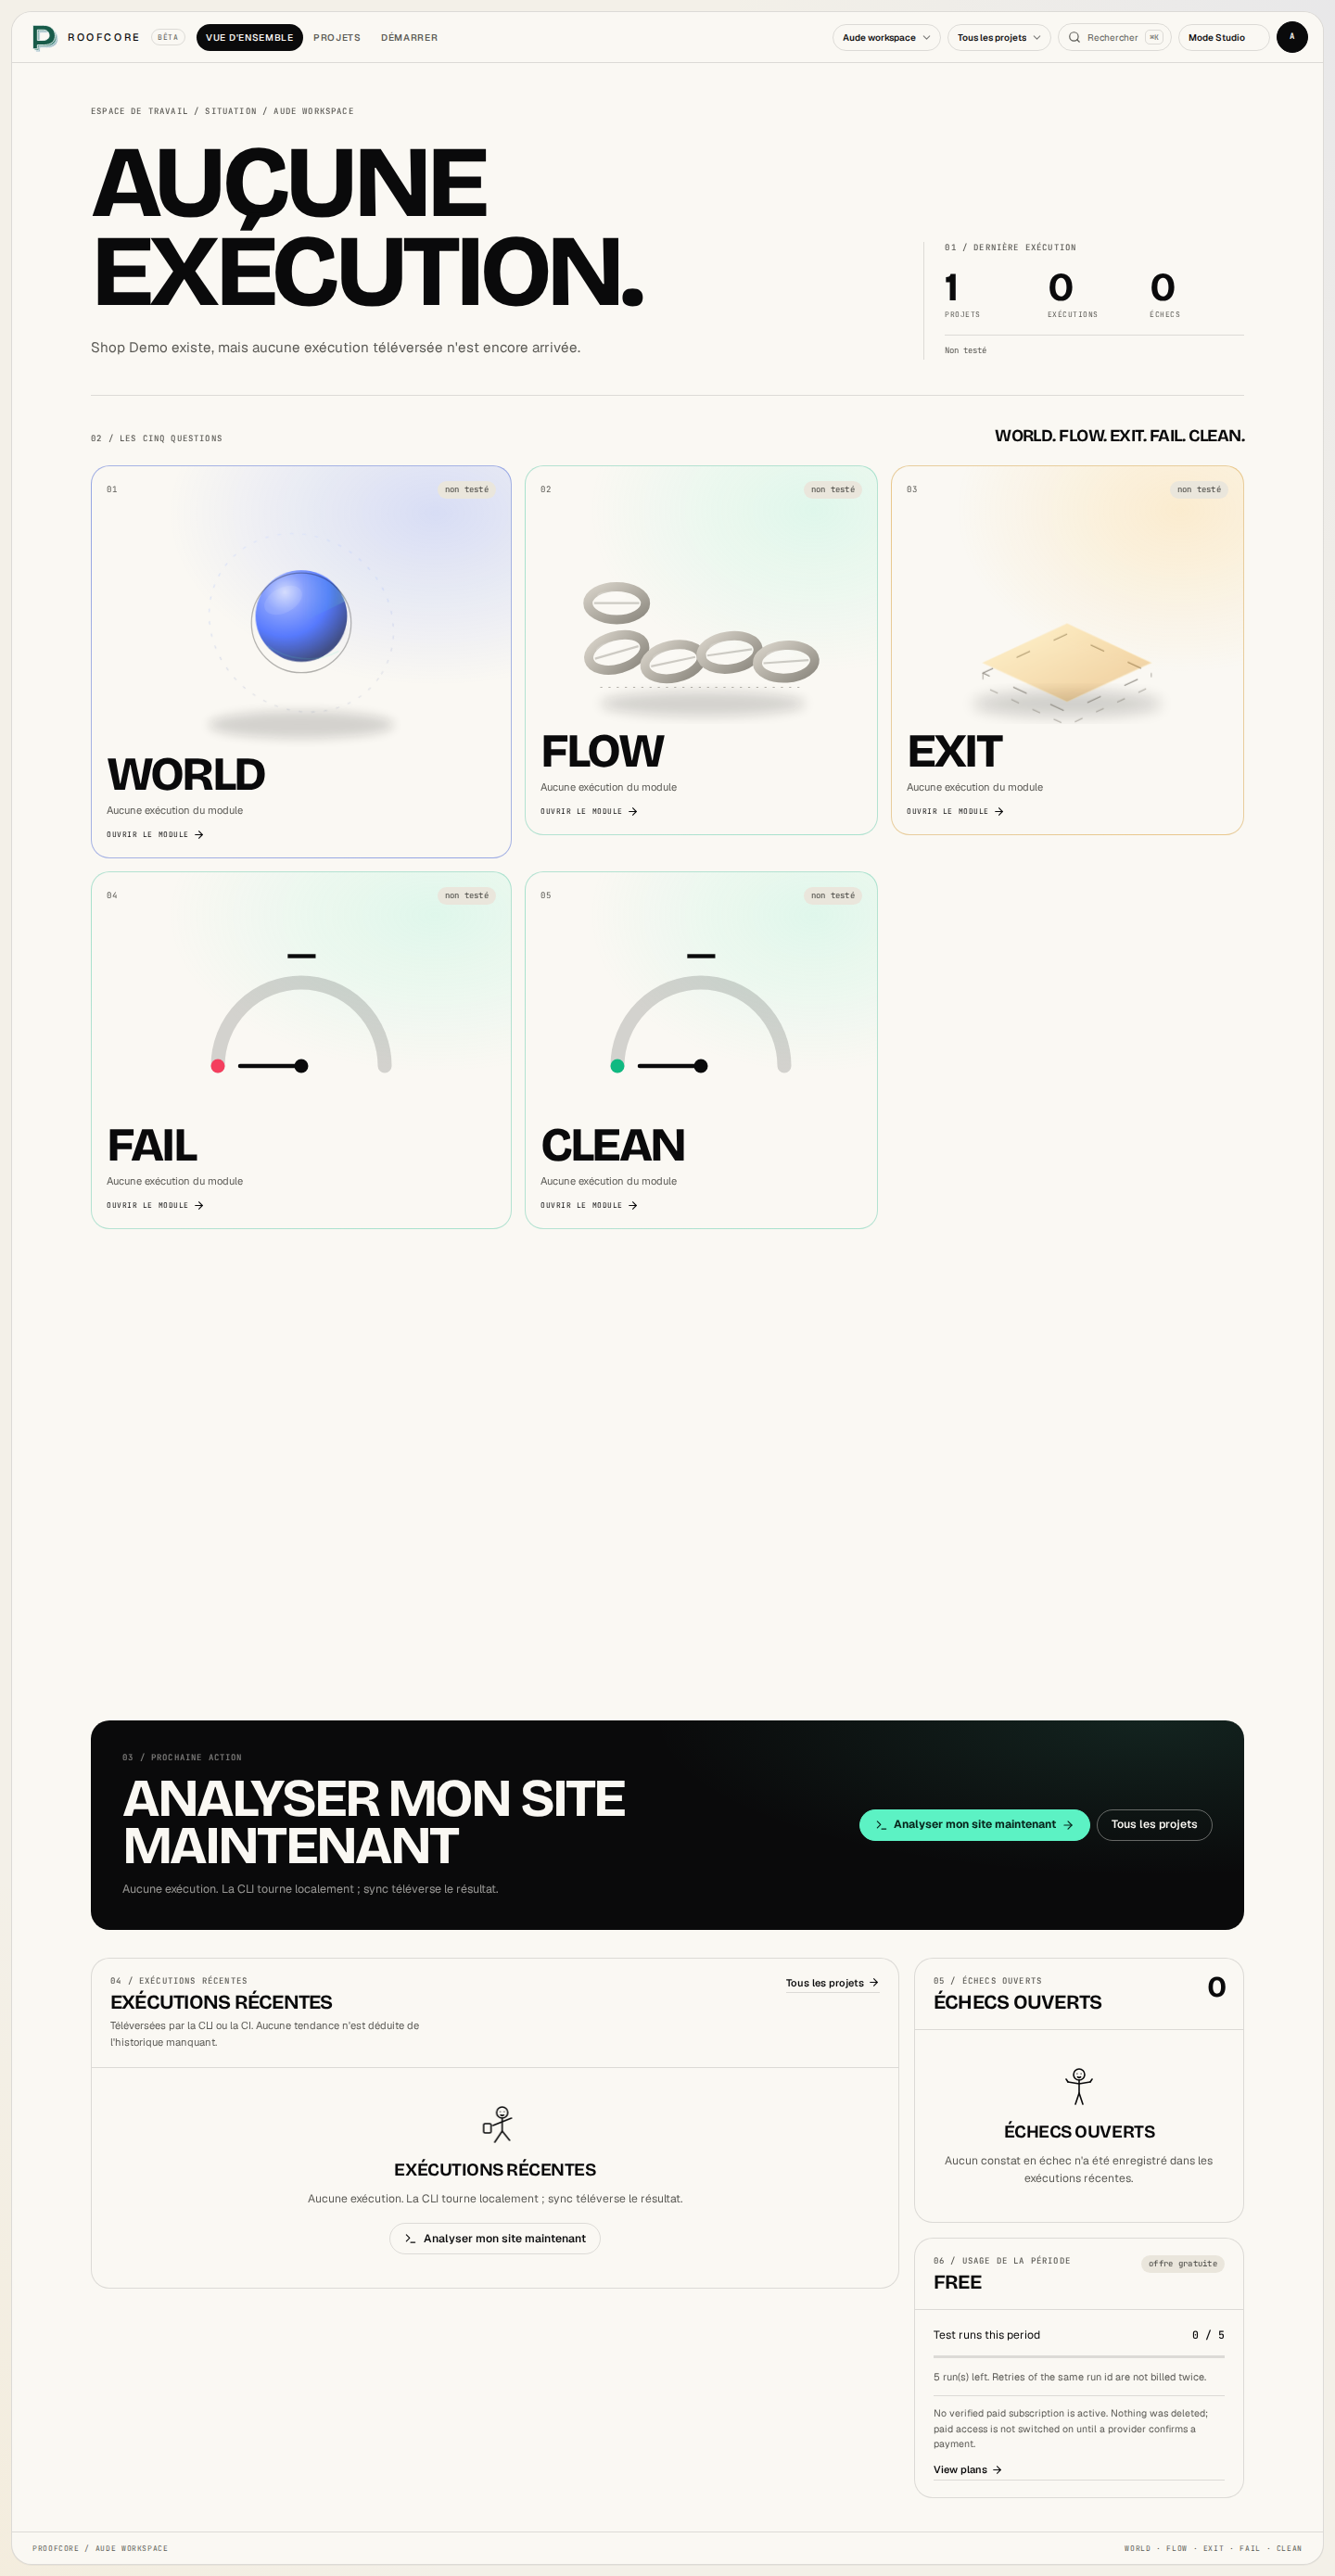 ROOFCORE
BÊTA
VUE D'ENSEMBLE
PROJETS
DÉMARRER
Aude workspace
Tous les projets
Rechercher
⌘K
Mode Studio
A
ESPACE DE TRAVAIL / SITUATION / AUDE WORKSPACE
AUCUNE
EXÉCUTION.
Shop Demo existe, mais aucune exécution téléversée n'est encore arrivée.
01 / DERNIÈRE EXÉCUTION
1 0 0
PROJETS EXÉCUTIONS ÉCHECS
Non testé
02 / LES CINQ QUESTIONS
WORLD. FLOW. EXIT. FAIL. CLEAN.
01
non testé
WORLD
Aucune exécution du module
OUVRIR LE MODULE →
02
non testé
FLOW
Aucune exécution du module
OUVRIR LE MODULE →
03
non testé
EXIT
Aucune exécution du module
OUVRIR LE MODULE →
04
non testé
—
FAIL
Aucune exécution du module
OUVRIR LE MODULE →
05
non testé
—
CLEAN
Aucune exécution du module
OUVRIR LE MODULE →
03 / PROCHAINE ACTION
ANALYSER MON SITE
MAINTENANT
Aucune exécution. La CLI tourne localement ; sync téléverse le résultat.
Analyser mon site maintenant →
Tous les projets
04 / EXÉCUTIONS RÉCENTES
EXÉCUTIONS RÉCENTES
Téléversées par la CLI ou la CI. Aucune tendance n'est déduite de
l'historique manquant.
Tous les projets →
EXÉCUTIONS RÉCENTES
Aucune exécution. La CLI tourne localement ; sync téléverse le résultat.
Analyser mon site maintenant
05 / ÉCHECS OUVERTS
ÉCHECS OUVERTS
0
ÉCHECS OUVERTS
Aucun constat en échec n'a été enregistré dans les
exécutions récentes.
06 / USAGE DE LA PÉRIODE
FREE
offre gratuite
Test runs this period 0 / 5
5 run(s) left. Retries of the same run id are not billed twice.
No verified paid subscription is active. Nothing was deleted;
paid access is not switched on until a provider confirms a
payment.
View plans →
PROOFCORE / AUDE WORKSPACE
WORLD · FLOW · EXIT · FAIL · CLEAN